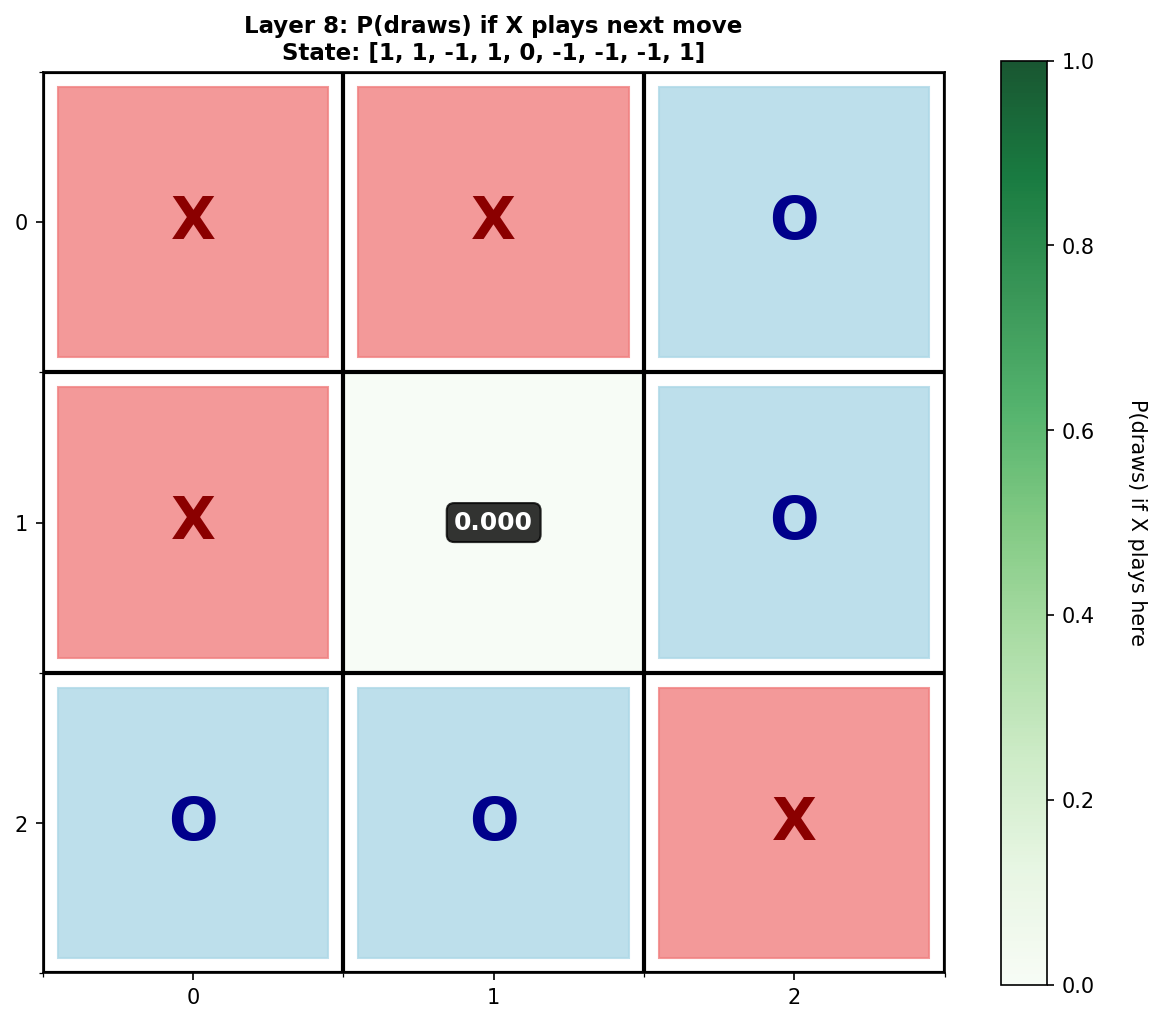 Layer 8: P(draws) if X plays next move
State: [1, 1, -1, 1, 0, -1, -1, -1, 1]
X
X
O
X
0.000
O
O
O
X
0
1
2
0
1
2
1.0
0.8
0.6
0.4
0.2
0.0
P(draws) if X plays here